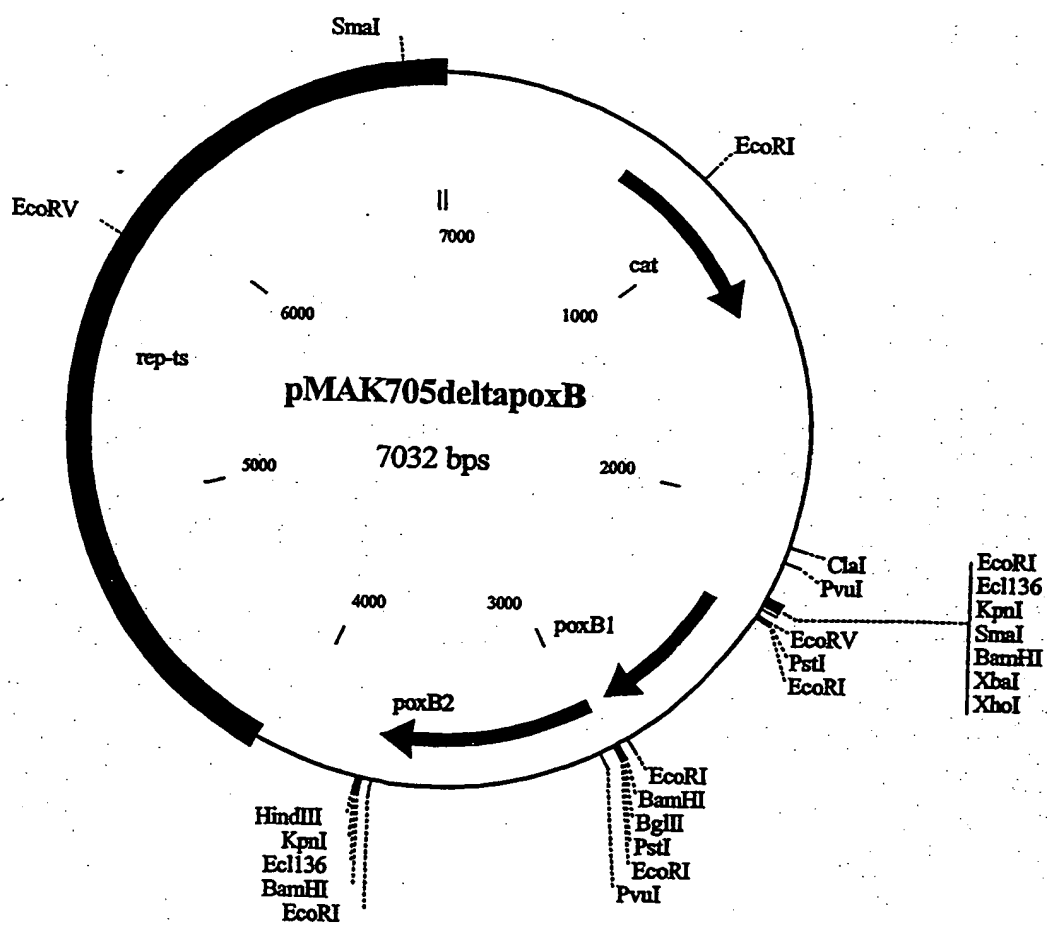 SmaI
EcoRI
EcoRV
7000
cat
6000
1000
rep-ts
pMAK705deltapoxB
7032 bps
5000
2000
ClaI
PvuI
EcoRI
Ecl136
KpnI
SmaI
BamHI
XbaI
XhoI
4000
3000
poxB1
EcoRV
PstI
EcoRI
poxB2
EcoRI
BamHI
BglII
PstI
EcoRI
PvuI
HindIII
KpnI
Ecl136
BamHI
EcoRI